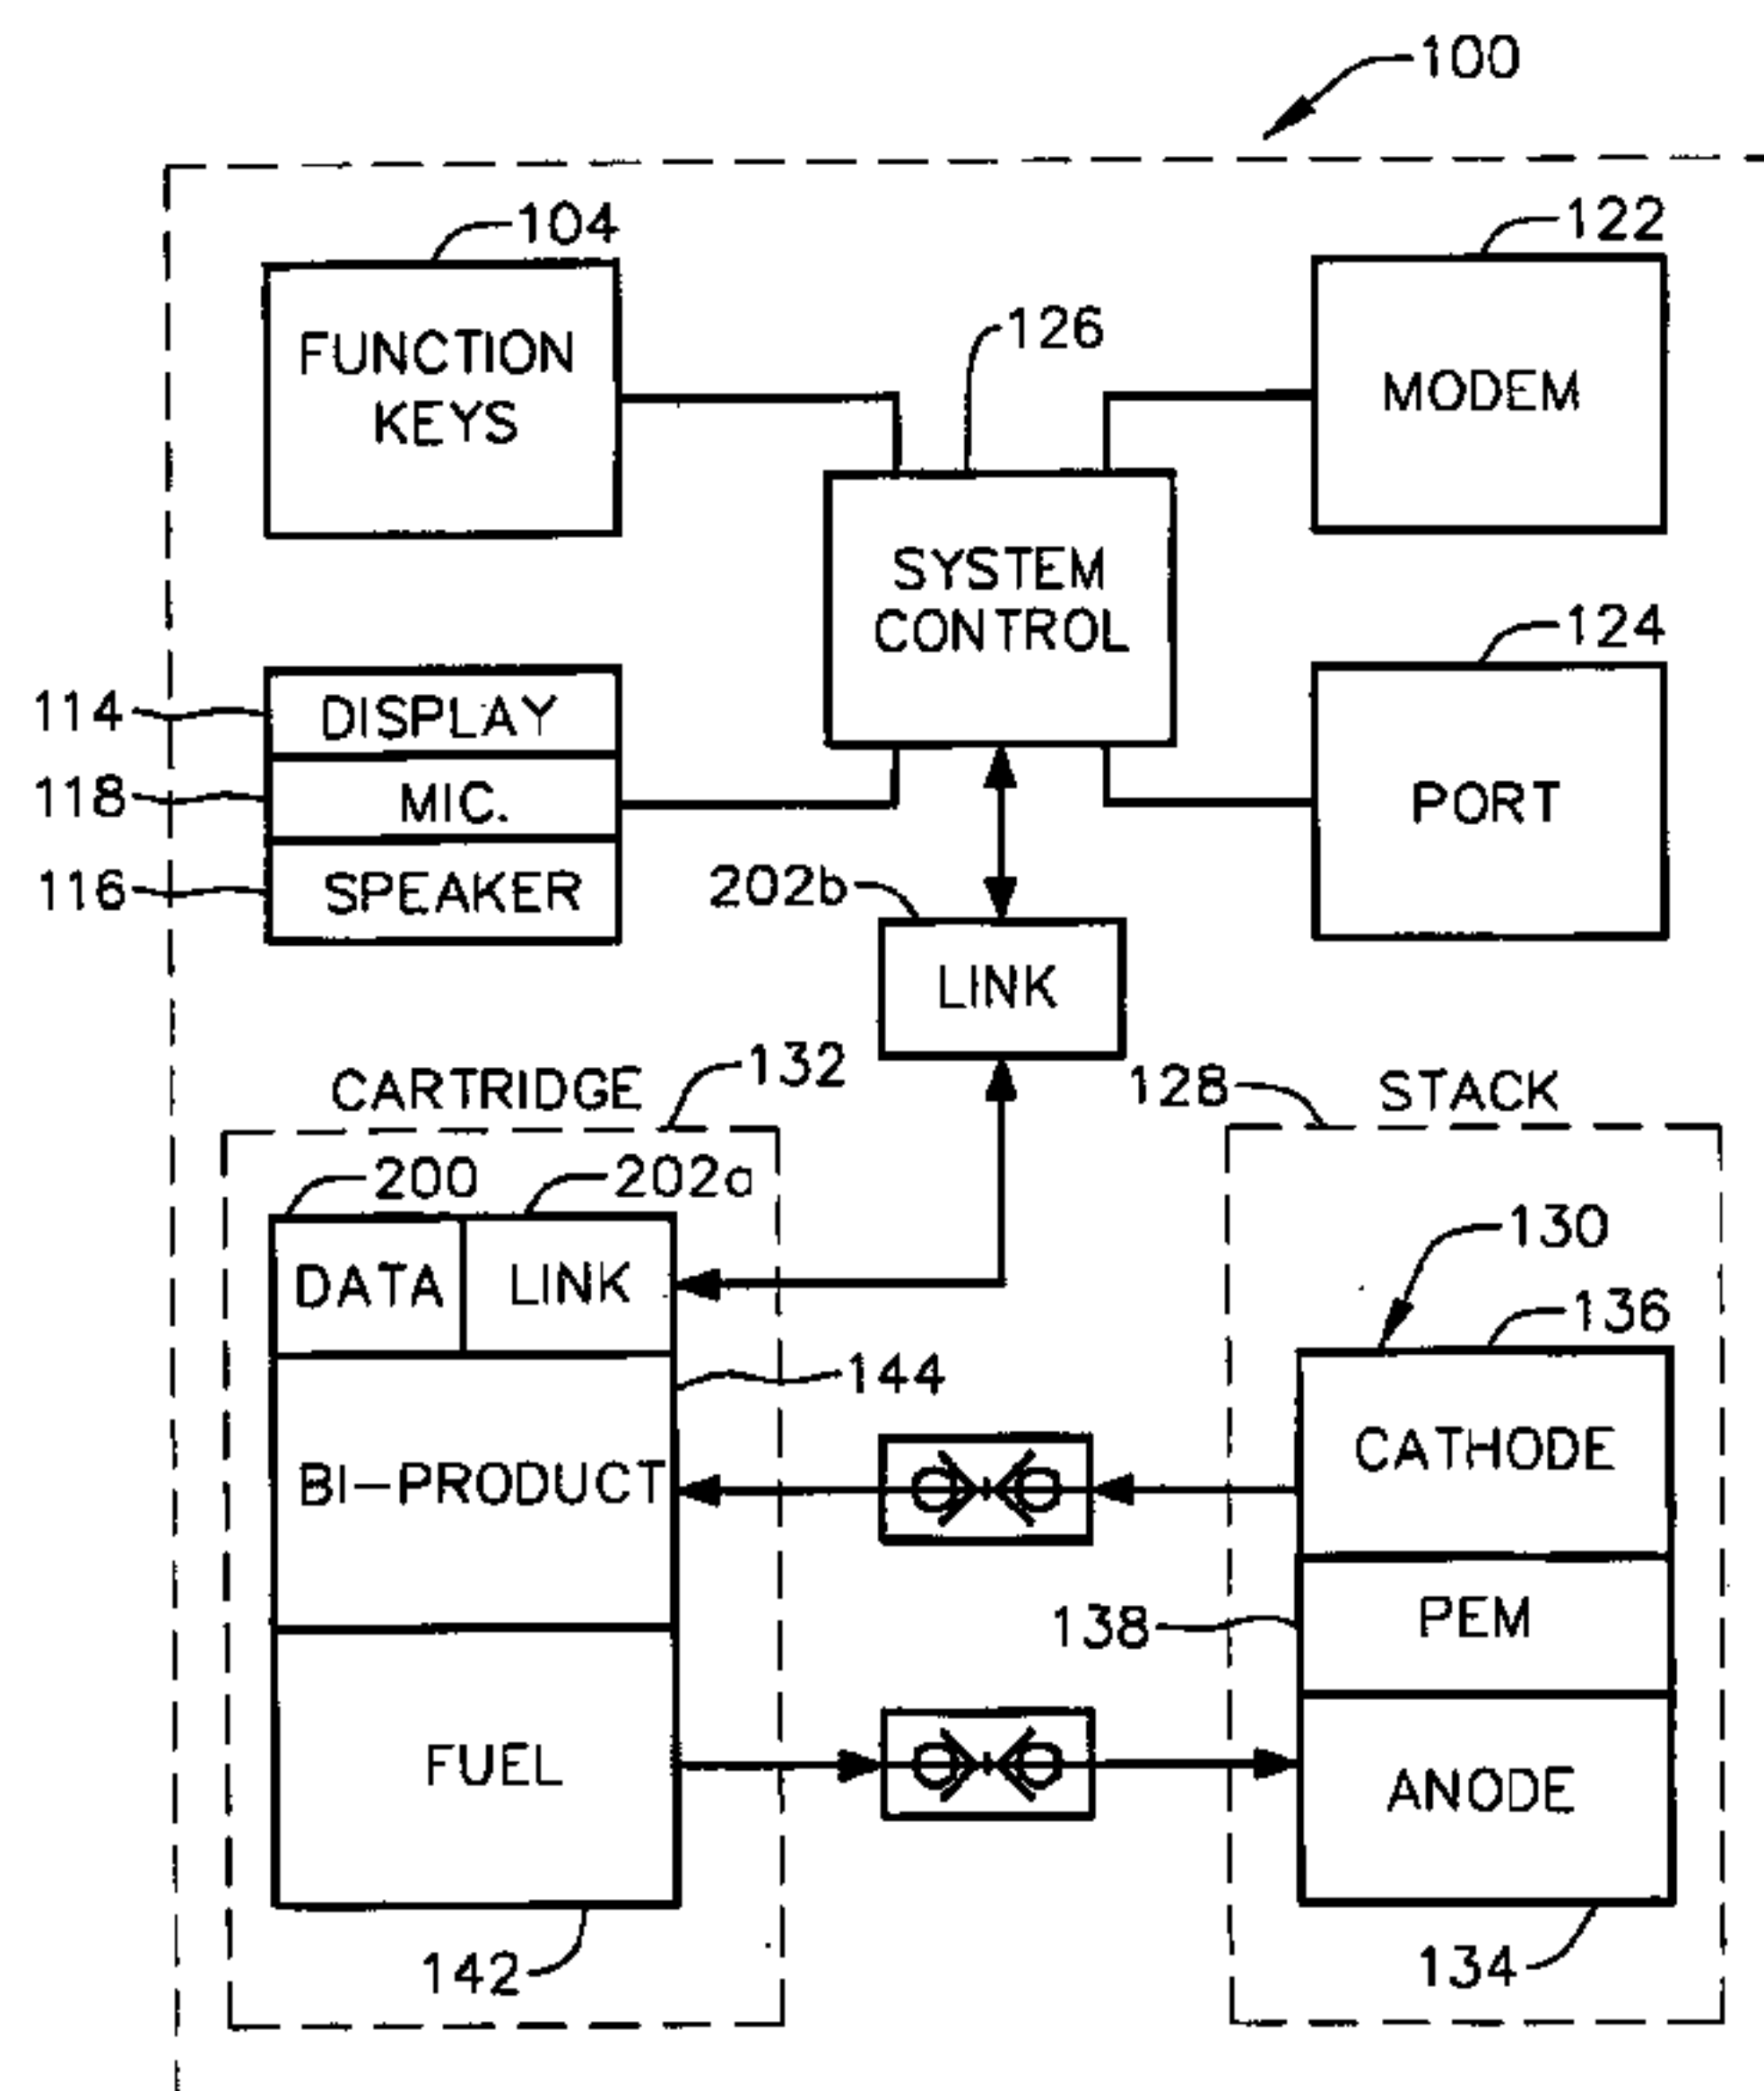 100
104
122
FUNCTION
KEYS
126
MODEM
SYSTEM
CONTROL
124
114
DISPLAY
118
MIC.
PORT
116
SPEAKER
202b
LINK
CARTRIDGE
132
128
STACK
200
202a
130
DATA
LINK
136
144
CATHODE
BI-PRODUCT
138
PEM
FUEL
ANODE
142
134